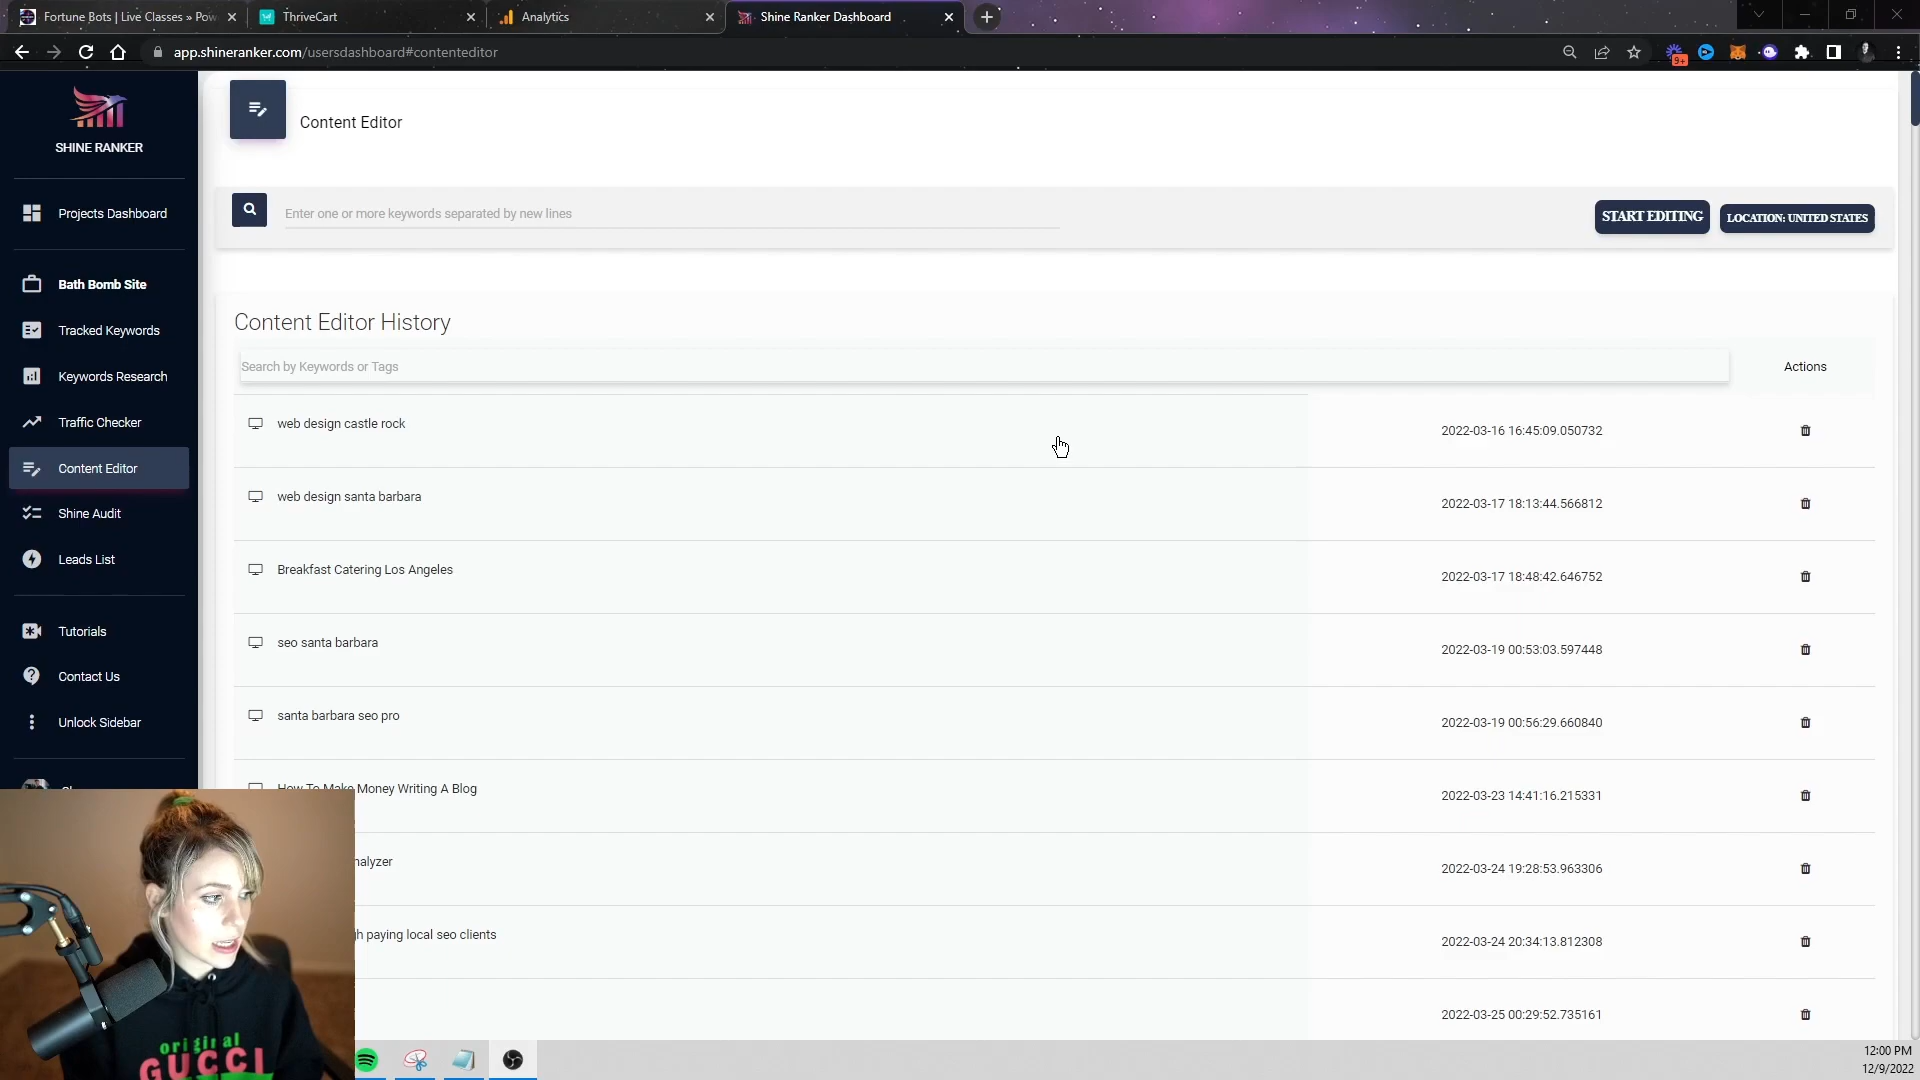 Fortune Bots | Live Classes » Pow
ThriveCart
Analytics
Shine Ranker Dashboard
app.shineranker.com/usersdashboard#contenteditor
9+
SHINE RANKER
Projects Dashboard
Bath Bomb Site
Tracked Keywords
Keywords Research
Traffic Checker
Content Editor
Shine Audit
Leads List
Tutorials
Contact Us
Unlock Sidebar
Content Editor
Enter one or more keywords separated by new lines
START EDITING
LOCATION: UNITED STATES
Content Editor History
Search by Keywords or Tags
Actions
web design castle rock
2022-03-16 16:45:09.050732
web design santa barbara
2022-03-17 18:13:44.566812
Breakfast Catering Los Angeles
2022-03-17 18:48:42.646752
seo santa barbara
2022-03-19 00:53:03.597448
santa barbara seo pro
2022-03-19 00:56:29.660840
How To Make Money Writing A Blog
2022-03-23 14:41:16.215331
nalyzer
2022-03-24 19:28:53.963306
gh paying local seo clients
2022-03-24 20:34:13.812308
2022-03-25 00:29:52.735161
original
GUCCI
12:00 PM
12/9/2022